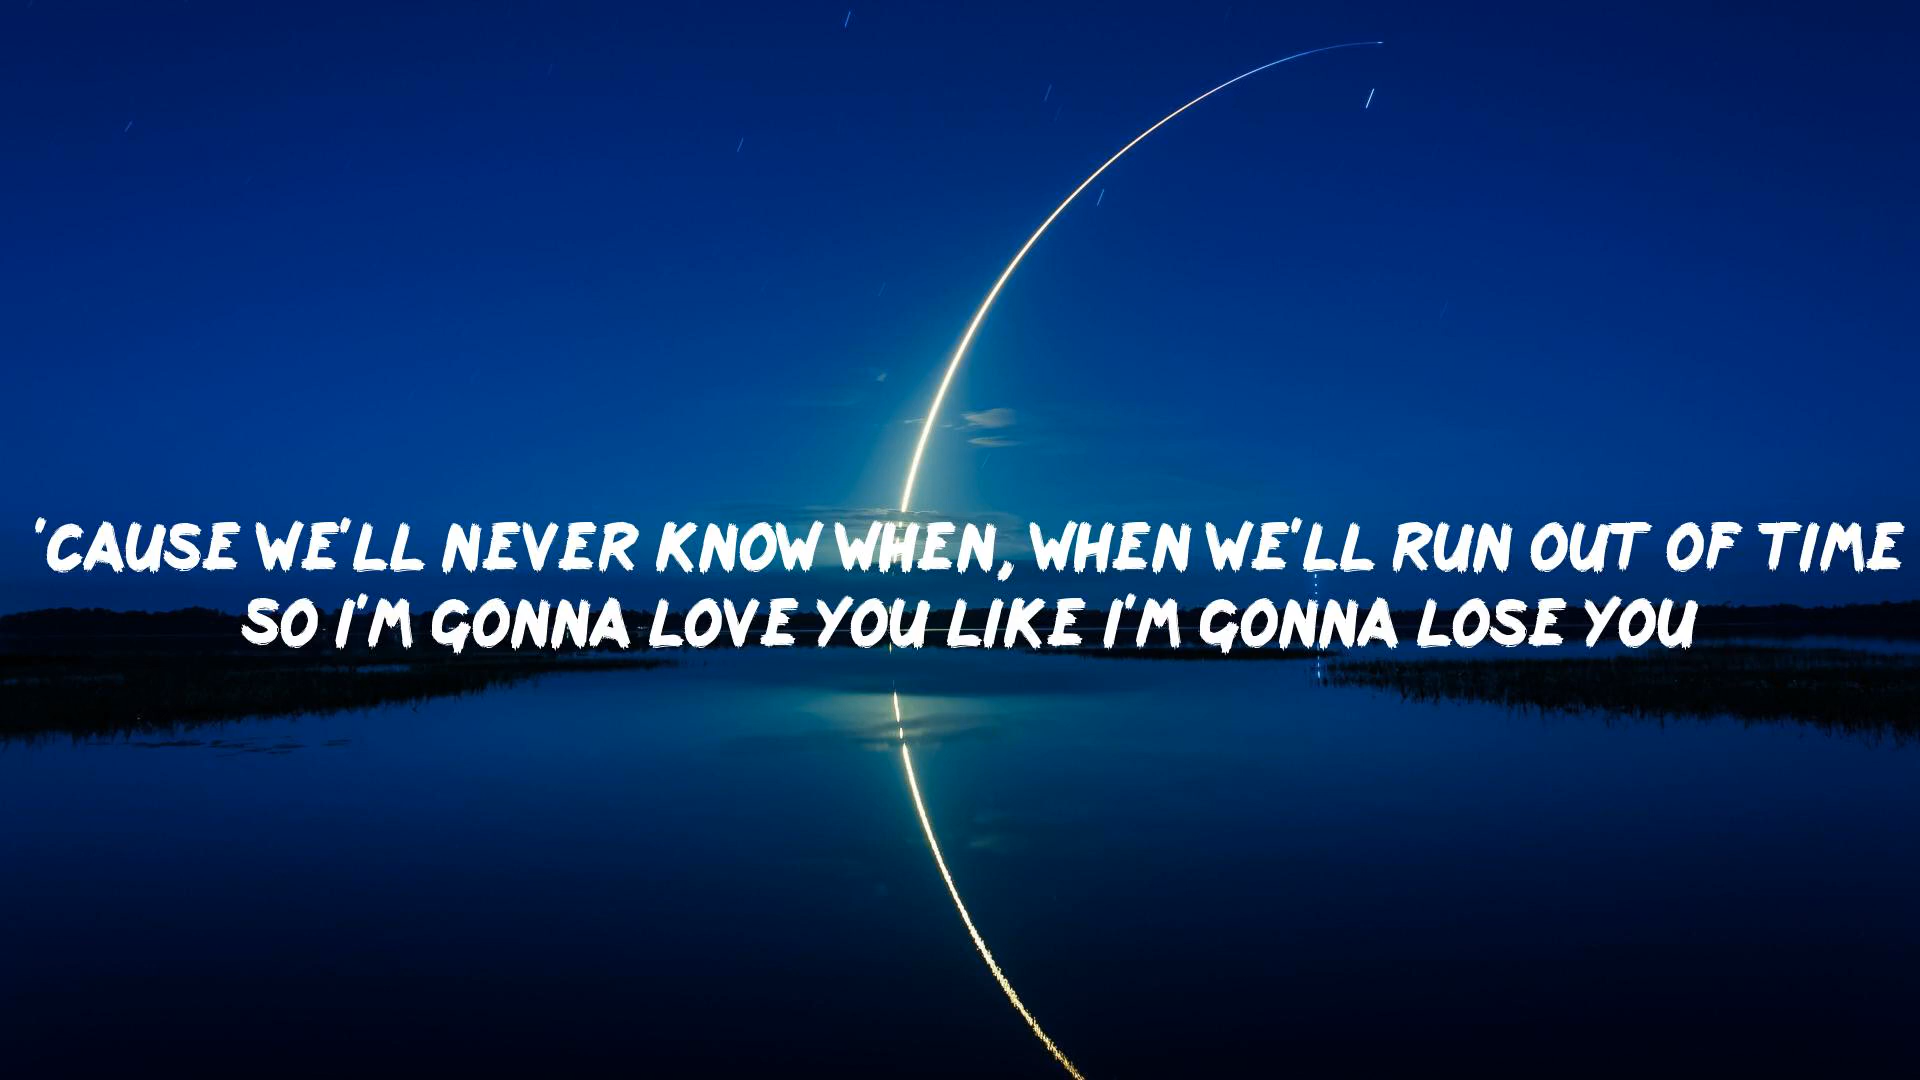 'CAUSE WE'LL NEVER KNOW WHEN, WHEN WE'LL RUN OUT OF TIME
SO I'M GONNA LOVE YOU LIKE I'M GONNA LOSE YOU